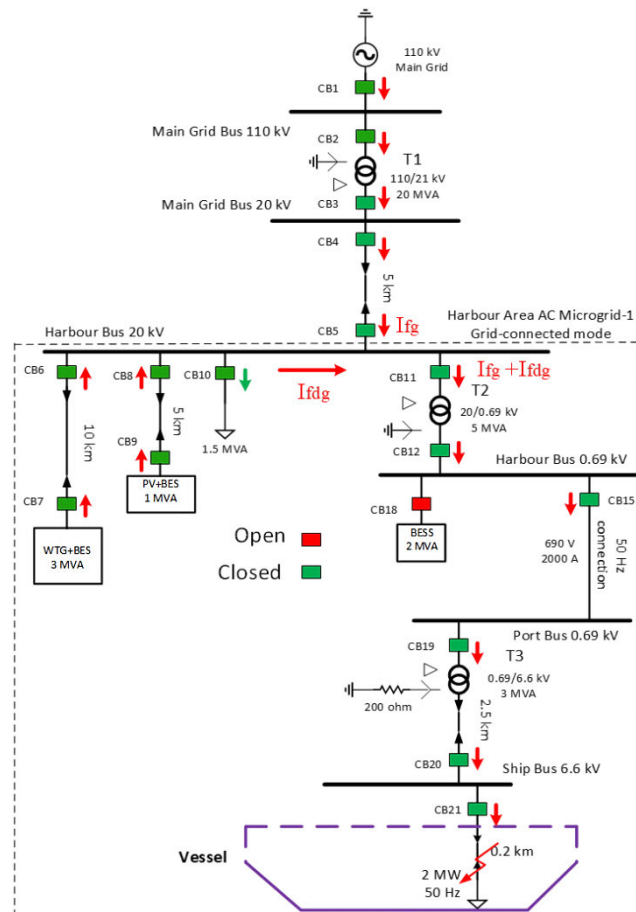 110 kV
Main Grid
CB1
Main Grid Bus 110 kV
CB2
T1
110/21 kV
20 MVA
CB3
Main Grid Bus 20 kV
CB4
5 km
CB5
Ifg
Harbour Area AC Microgrid-1
Grid-connected mode
Harbour Bus 20 kV
CB6
CB8
CB10
Ifdg
CB11
Ifg +Ifdg
T2
20/0.69 kV
5 MVA
10 km
5 km
1.5 MVA
CB9
CB12
Harbour Bus 0.69 kV
CB7
PV+BES
1 MVA
CB18
CB15
WTG+BES
3 MVA
Open
Closed
BESS
2 MVA
690 V
2000 A
50 Hz
connection
Port Bus 0.69 kV
CB19
T3
0.69/6.6 kV
3 MVA
200 ohm
2.5 km
CB20
Ship Bus 6.6 kV
CB21
Vessel
0.2 km
2 MW
50 Hz